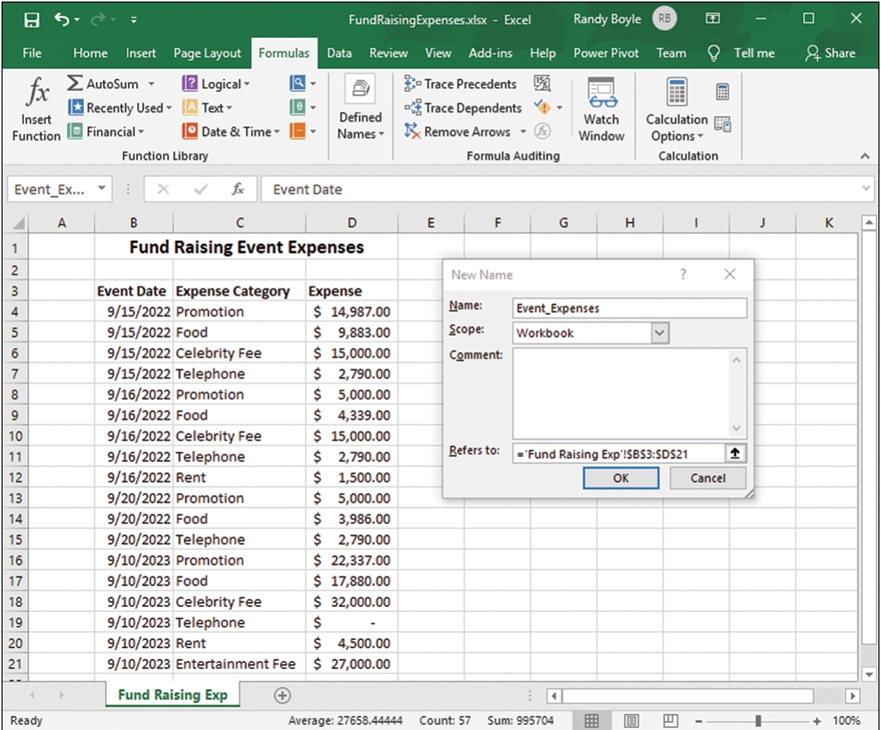 FundRaisingExpenses.xlsx - Excel Randy Boyle RB
File Home Insert Page Layout Formulas Data Review View Add-ins Help Power Pivot Team Tell me Share
fx Insert Function
AutoSum
Recently Used
Financial
Logical
Text
Date & Time
Function Library
Defined Names
Trace Precedents
Trace Dependents
Remove Arrows
Formula Auditing
Watch Window
Calculation Options
Calculation
Event_Ex... fx Event Date
A B C D E F G H I J K
1 Fund Raising Event Expenses
2
3 Event Date Expense Category Expense
4 9/15/2022 Promotion $ 14,987.00
5 9/15/2022 Food $ 9,883.00
6 9/15/2022 Celebrity Fee $ 15,000.00
7 9/15/2022 Telephone $ 2,790.00
8 9/16/2022 Promotion $ 5,000.00
9 9/16/2022 Food $ 4,339.00
10 9/16/2022 Celebrity Fee $ 15,000.00
11 9/16/2022 Telephone $ 2,790.00
12 9/16/2022 Rent $ 1,500.00
13 9/20/2022 Promotion $ 5,000.00
14 9/20/2022 Food $ 3,986.00
15 9/20/2022 Telephone $ 2,790.00
16 9/10/2023 Promotion $ 22,337.00
17 9/10/2023 Food $ 17,880.00
18 9/10/2023 Celebrity Fee $ 32,000.00
19 9/10/2023 Telephone $ -
20 9/10/2023 Rent $ 4,500.00
21 9/10/2023 Entertainment Fee $ 27,000.00
New Name ?
Name: Event_Expenses
Scope: Workbook
Comment:
Refers to: ='Fund Raising Exp'!$B$3:$D$21
OK Cancel
Fund Raising Exp
Ready Average: 27658.44444 Count: 57 Sum: 995704 100%